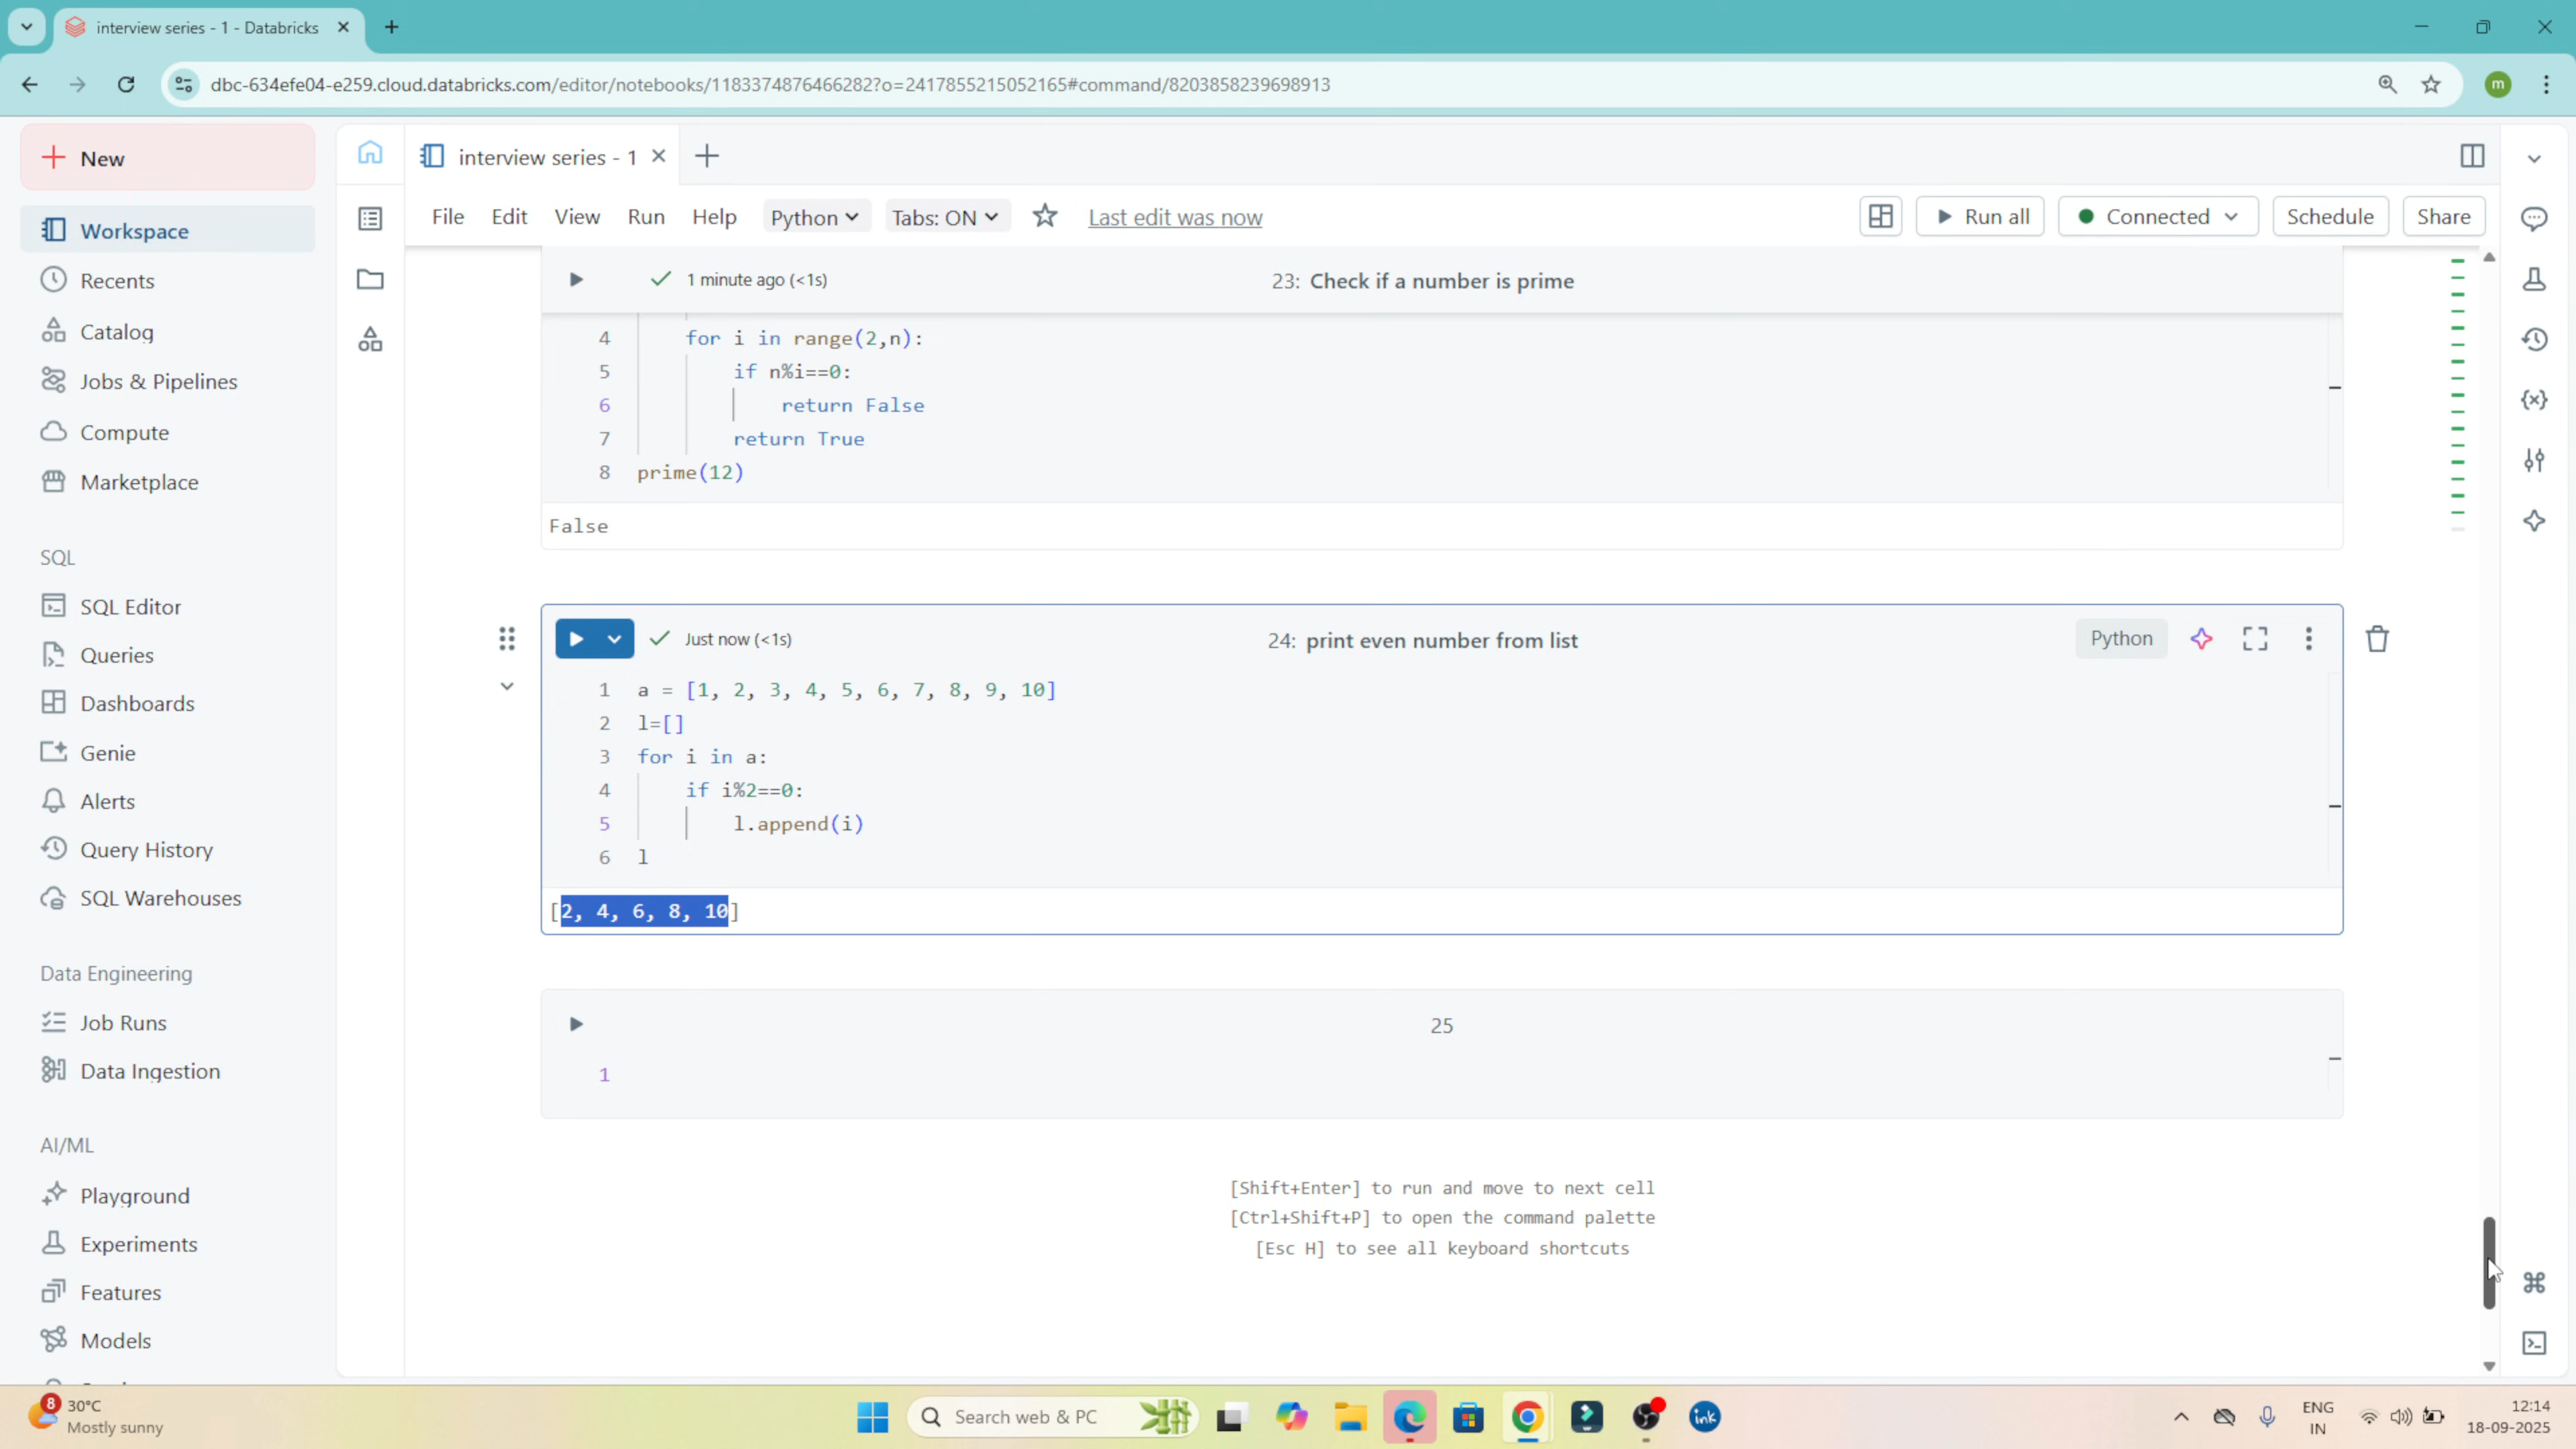 interview series - 1 - Databricks
dbc-634efe04-e259.cloud.databricks.com/editor/notebooks/1183374876466282?o=2417855215052165#command/8203858239698913
m
New
Workspace
Recents
Catalog
Jobs & Pipelines
Compute
Marketplace
SQL
SQL Editor
Queries
Dashboards
Genie
Alerts
Query History
SQL Warehouses
Data Engineering
Job Runs
Data Ingestion
AI/ML
Playground
Experiments
Features
Models
interview series - 1
File Edit View Run Help Python Tabs: ON Last edit was now
Run all Connected Schedule Share
1 minute ago (<1s) 23: Check if a number is prime
4 for i in range(2,n):
5 if n%i==0:
6 return False
7 return True
8 prime(12)
False
Just now (<1s) 24: print even number from list Python
1 a = [1, 2, 3, 4, 5, 6, 7, 8, 9, 10]
2 l=[]
3 for i in a:
4 if i%2==0:
5 l.append(i)
6 l
[2, 4, 6, 8, 10]
25
1
[Shift+Enter] to run and move to next cell
[Ctrl+Shift+P] to open the command palette
[Esc H] to see all keyboard shortcuts
8
30°C
Mostly sunny
Search web & PC
ink
ENG
IN
12:14
18-09-2025